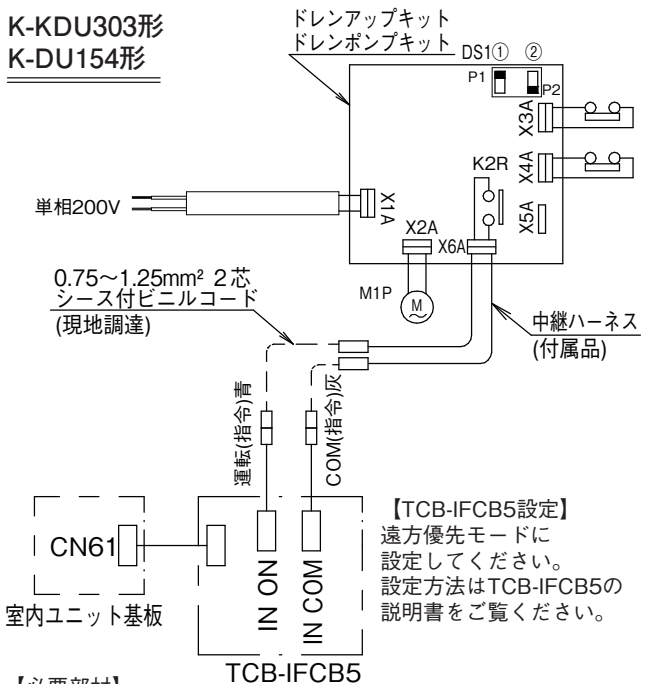 K-KDU303形
K-DU154形
ドレンアップキット
ドレンポンプキット
DS1① ②
P1
P2
X3A
X4A
K2R
X5A
X1A
単相200V
X2A
X6A
M1P
M
0.75〜1.25mm² 2芯
シース付ビニルコード
(現地調達)
中継ハーネス
(付属品)
運転(指令)青
COM(指令)灰
【TCB-IFCB5設定】
遠方優先モードに
設定してください。
設定方法はTCB-IFCB5の
説明書をご覧ください。
CN61
IN ON
IN COM
室内ユニット基板
TCB-IFCB5
【必要部材】